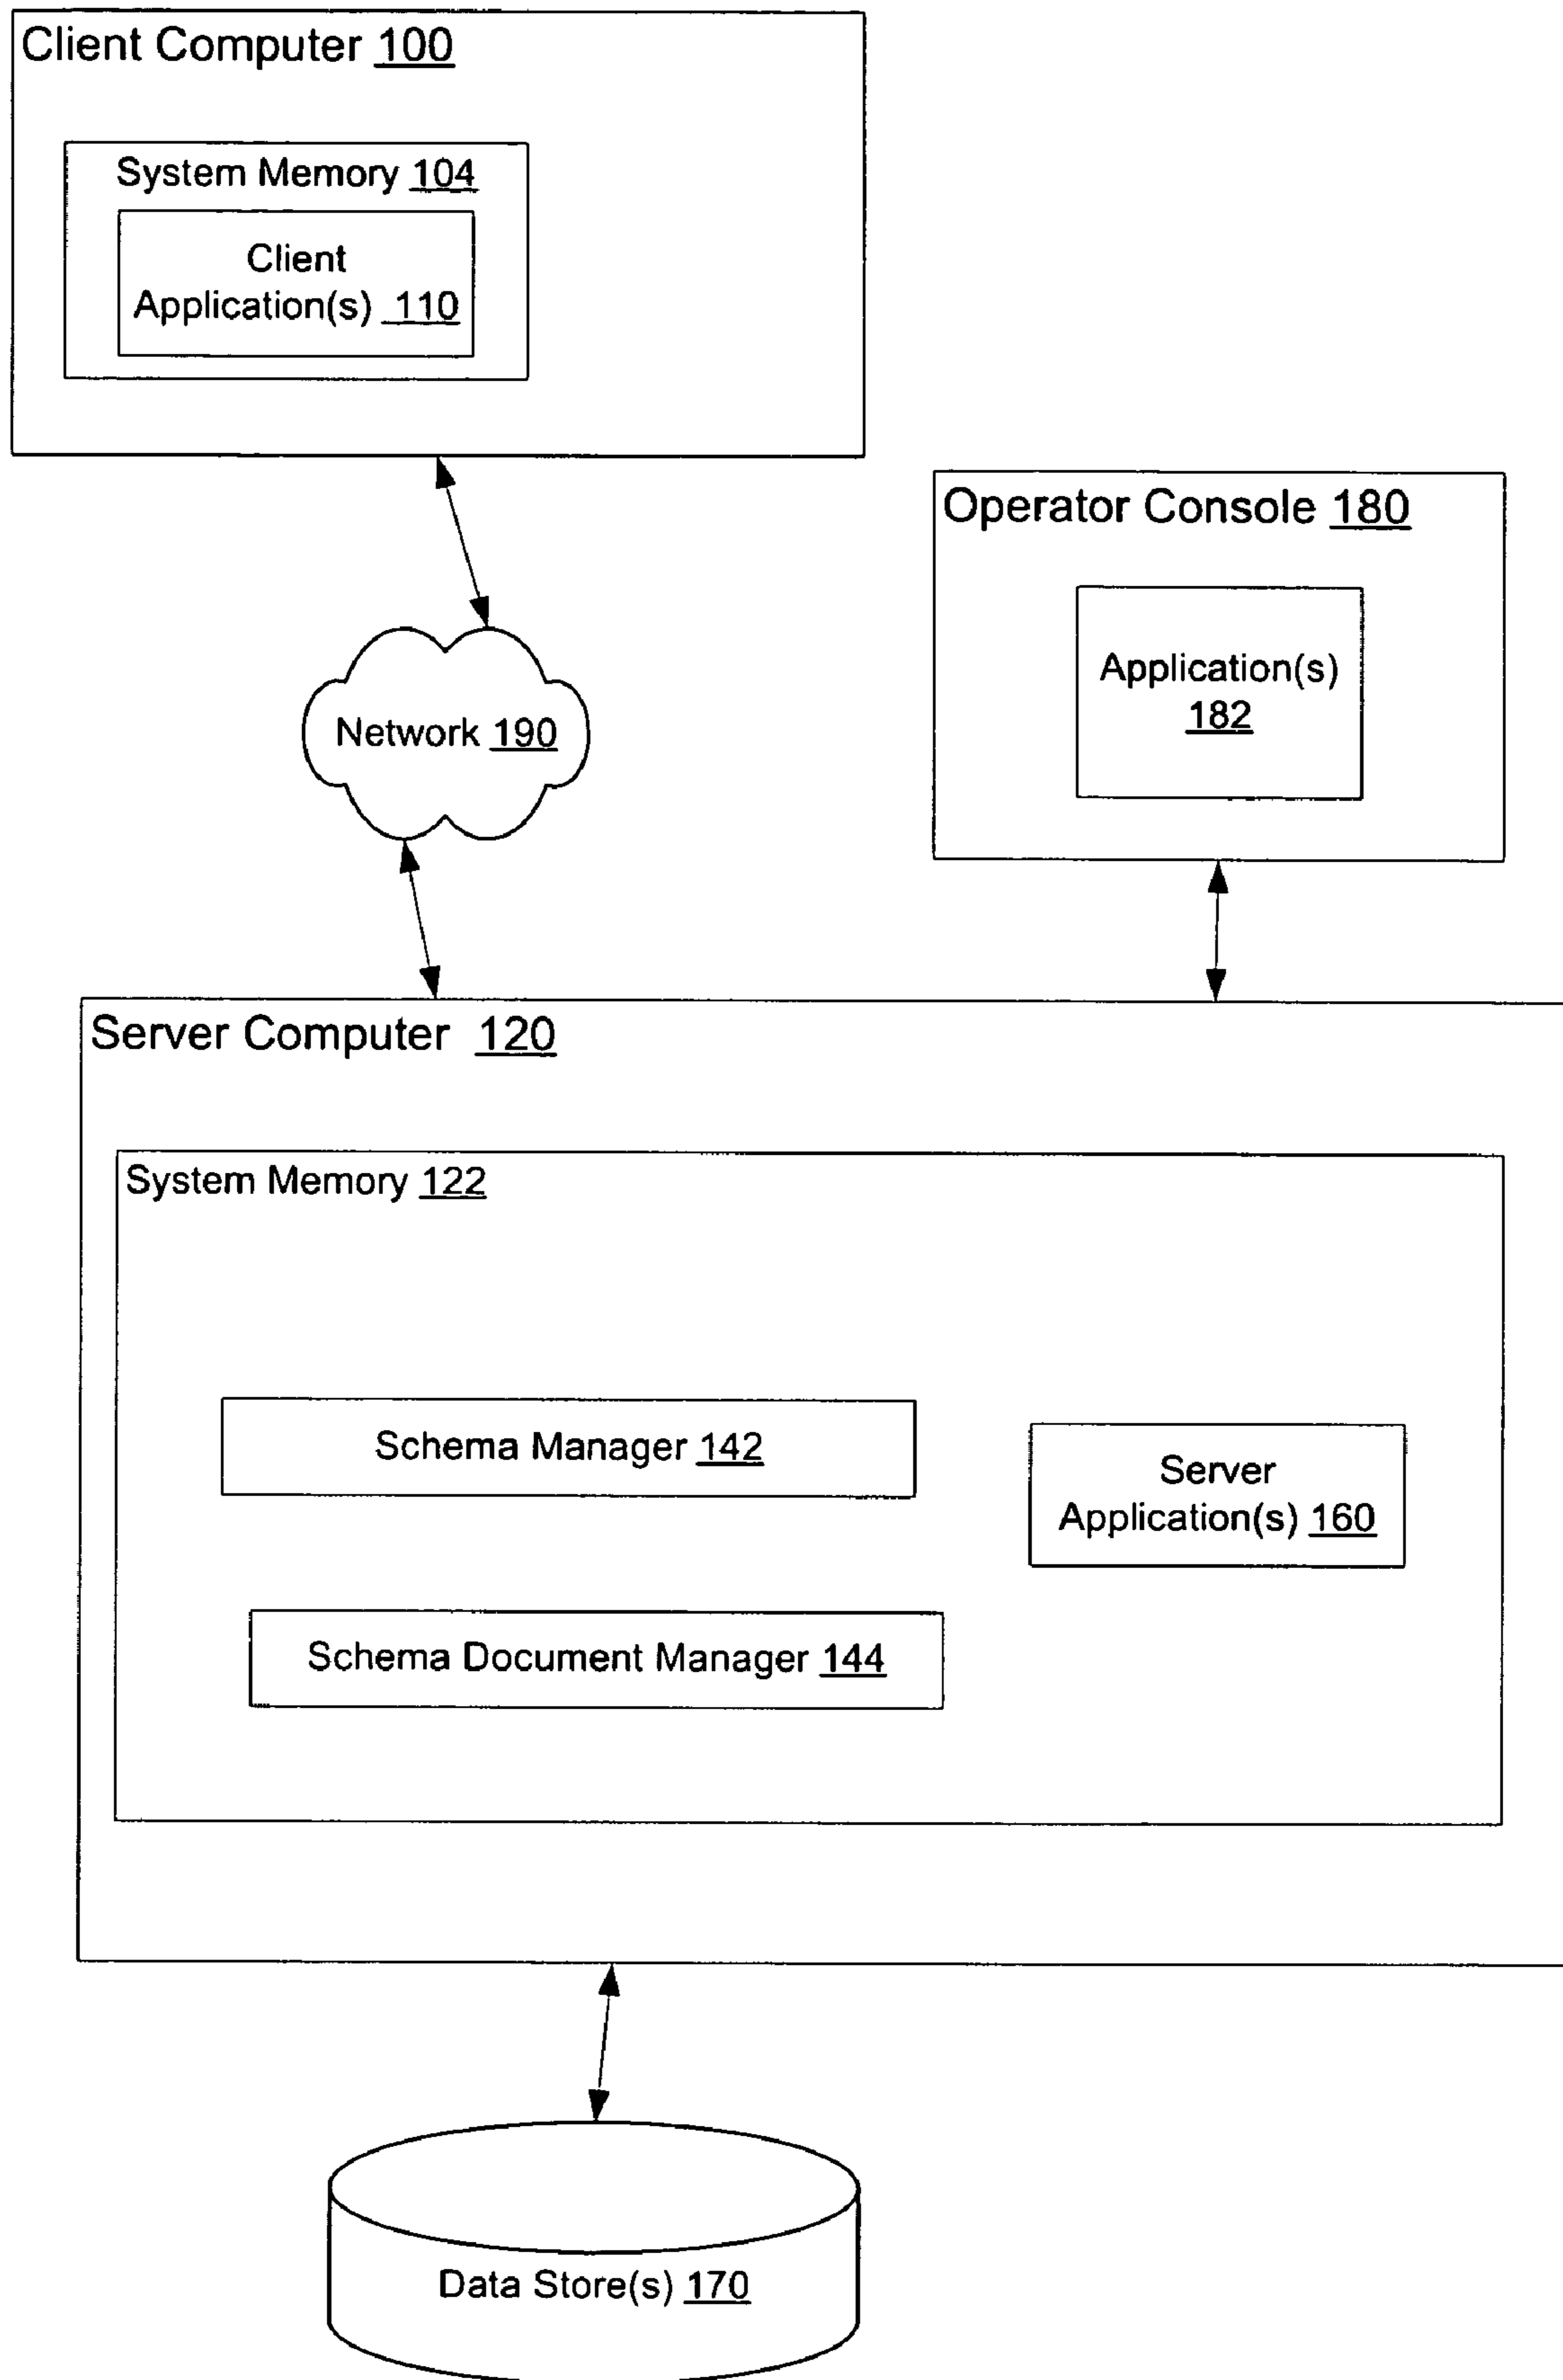 Client Computer 100
System Memory 104
Client
Application(s) 110
Operator Console 180
Application(s)
182
Network 190
Server Computer 120
System Memory 122
Schema Manager 142
Server
Application(s) 160
Schema Document Manager 144
Data Store(s) 170